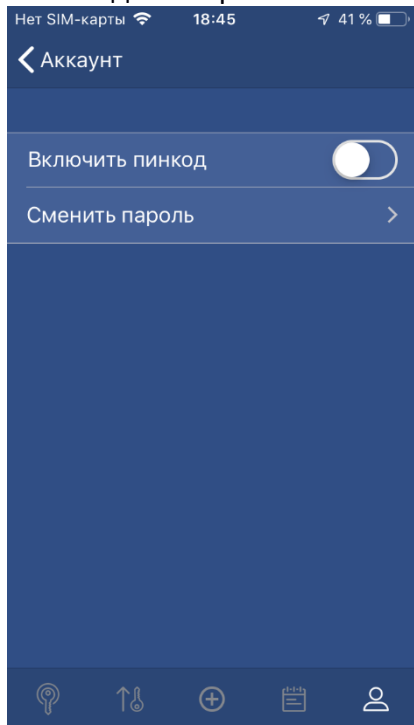 Нет SIM-карты 18:45 41 %
Аккаунт
Включить пинкод
Сменить пароль